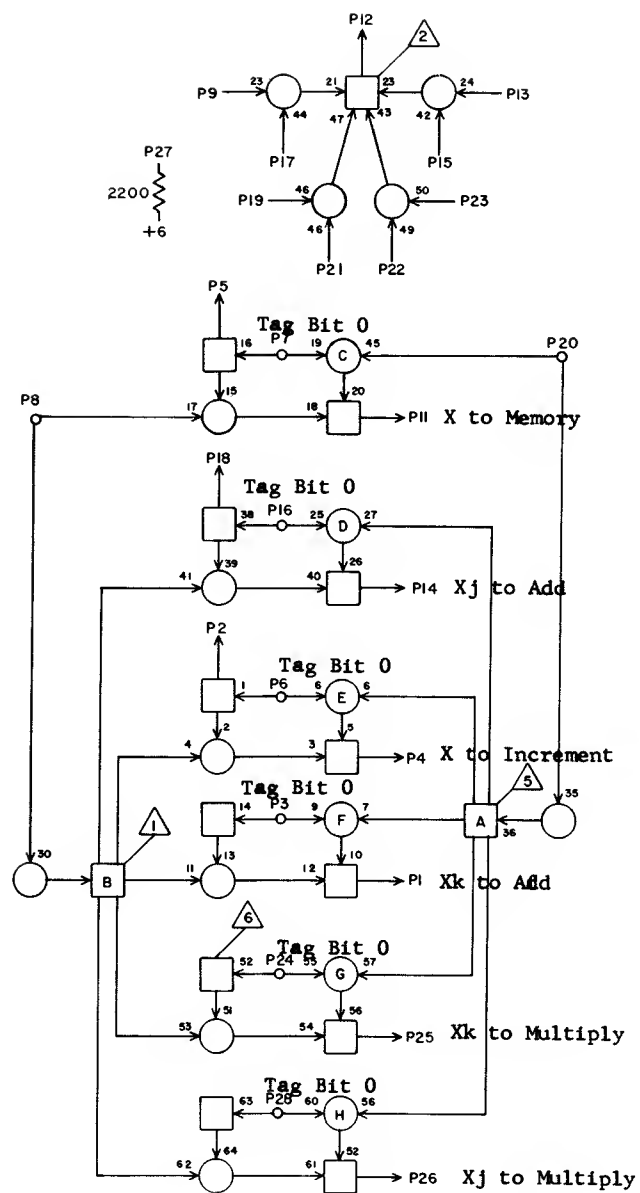 P12
2
P9 23 21 23 24 P13
44 47 43 42
P17 P15
P27
2200
+6
P19 46 50 P23
46 49
P21 P22
P5
Tag Bit 0
P7 P20
16 19 C 45
P8
15 20
17 18 P11 X to Memory
P18
Tag Bit 0
P16
38 25 D 27
39 26
41 40 P14 Xj to Add
P2
Tag Bit 0
P6
1 6 E 6
2 5
4 3 P4 X to Increment
Tag Bit 0
P3 5 35
14 9 F 7 A 36
1
13 10
30 B 11 12 P1 Xk to Add
6
Tag Bit 0
P24
52 55 G 57
51 56
53 54 P25 Xk to Multiply
Tag Bit 0
P28
63 60 H 56
64 52
62 61 P26 Xj to Multiply